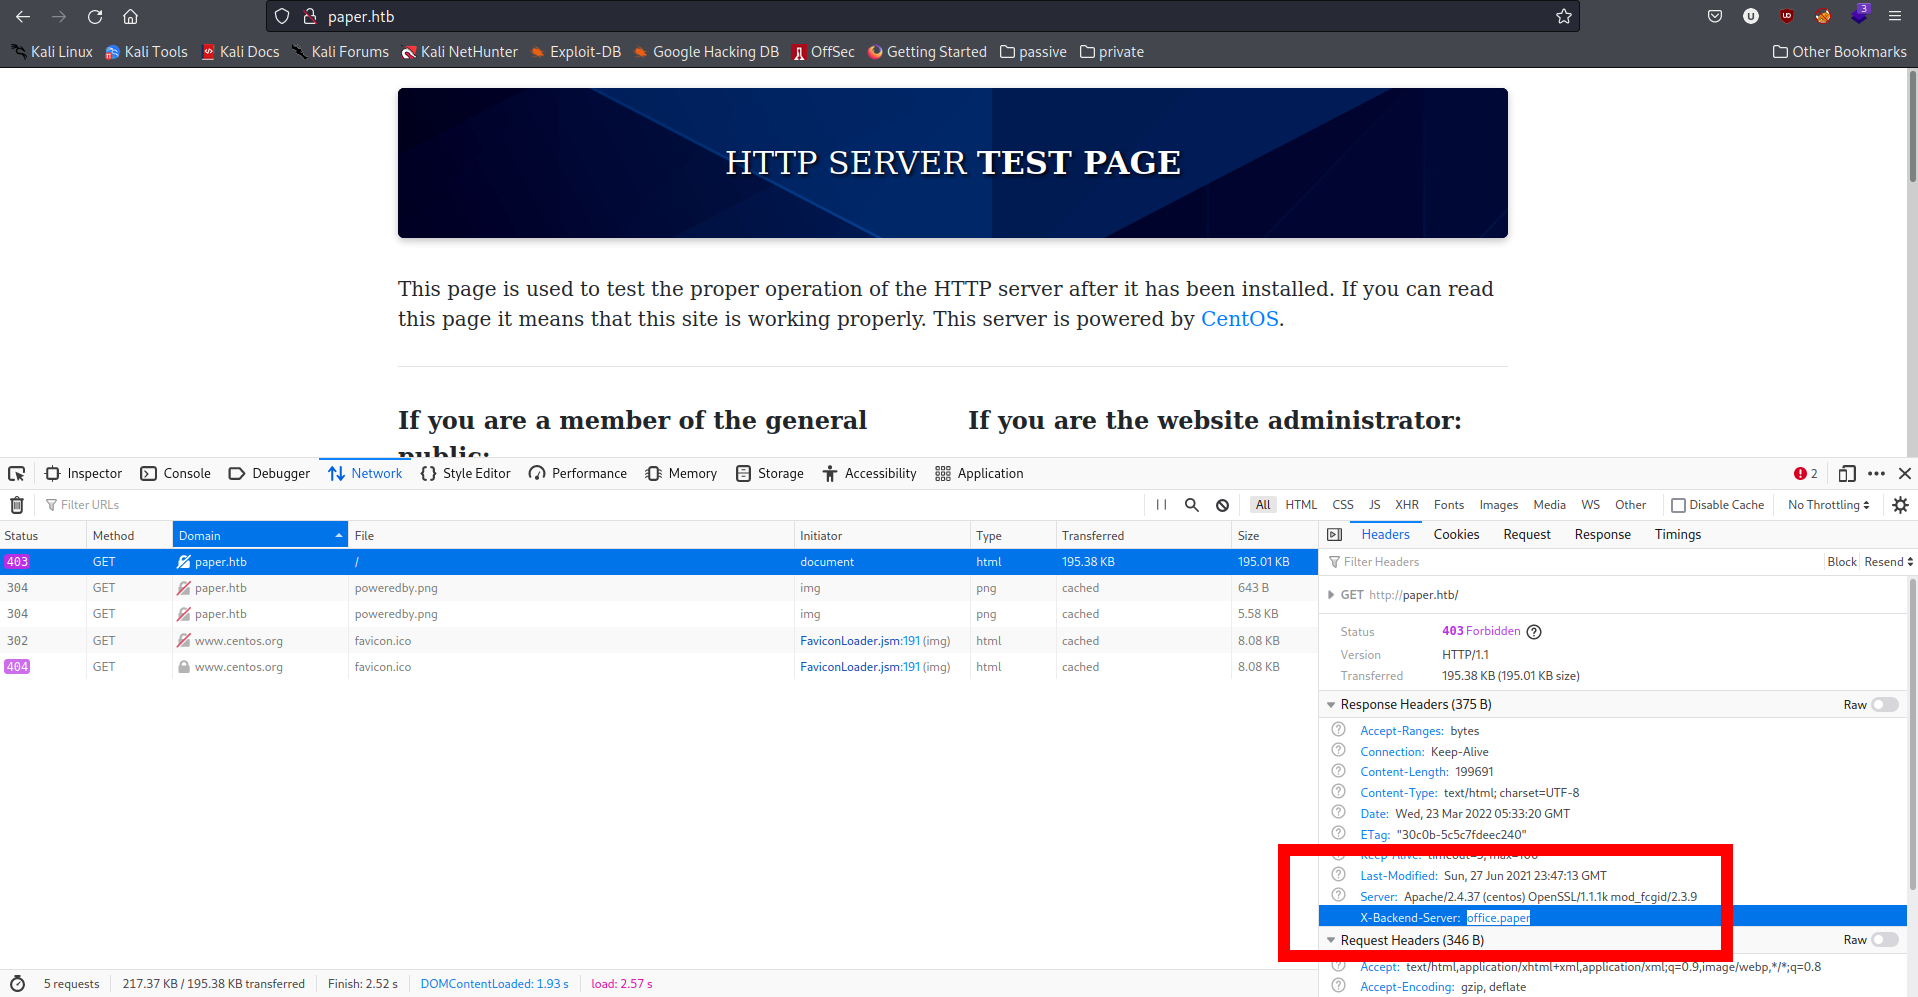 paper.htb
3
Kali Linux Kali Tools Kali Docs Kali Forums Kali NetHunter Exploit-DB Google Hacking DB OffSec Getting Started passive private Other Bookmarks
HTTP SERVER TEST PAGE
This page is used to test the proper operation of the HTTP server after it has been installed. If you can read
this page it means that this site is working properly. This server is powered by CentOS.
If you are a member of the general
public:
If you are the website administrator:
Inspector Console Debugger Network Style Editor Performance Memory Storage Accessibility Application 2
Filter URLs All HTML CSS JS XHR Fonts Images Media WS Other Disable Cache No Throttling
Status Method Domain File Initiator Type Transferred Size
403 GET paper.htb / document html 195.38 KB 195.01 KB
304 GET paper.htb poweredby.png img png cached 643 B
304 GET paper.htb poweredby.png img png cached 5.58 KB
302 GET www.centos.org favicon.ico FaviconLoader.jsm:191 (img) html cached 8.08 KB
404 GET www.centos.org favicon.ico FaviconLoader.jsm:191 (img) html cached 8.08 KB
Headers Cookies Request Response Timings
Filter Headers Block Resend
GET http://paper.htb/
Status 403 Forbidden
Version HTTP/1.1
Transferred 195.38 KB (195.01 KB size)
Response Headers (375 B) Raw
Accept-Ranges: bytes
Connection: Keep-Alive
Content-Length: 199691
Content-Type: text/html; charset=UTF-8
Date: Wed, 23 Mar 2022 05:33:20 GMT
ETag: "30c0b-5c5c7fdeec240"
Keep-Alive: timeout=5, max=100
Last-Modified: Sun, 27 Jun 2021 23:47:13 GMT
Server: Apache/2.4.37 (centos) OpenSSL/1.1.1k mod_fcgid/2.3.9
X-Backend-Server: office.paper
Request Headers (346 B) Raw
Accept: text/html,application/xhtml+xml,application/xml;q=0.9,image/webp,*/*;q=0.8
Accept-Encoding: gzip, deflate
5 requests 217.37 KB / 195.38 KB transferred Finish: 2.52 s DOMContentLoaded: 1.93 s load: 2.57 s